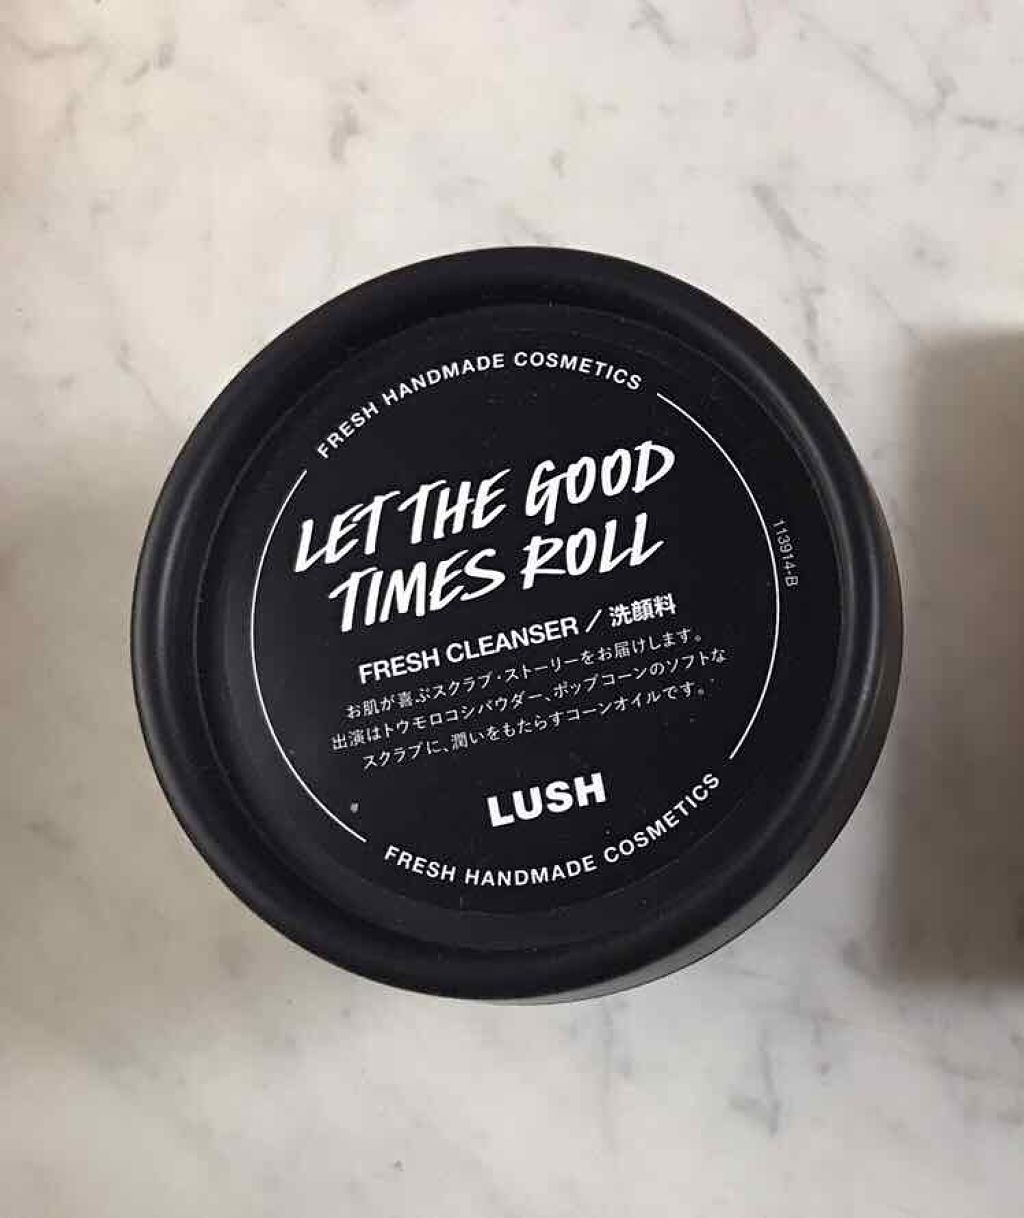 FRESH HANDMADE COSMETICS
LET THE GOOD
TIMES ROLL
FRESH CLEANSER / 洗顔料
お肌が喜ぶスクラブ・ストーリーをお届けします。
出演はトウモロコシパウダー、ポップコーンのソフトな
スクラブに、潤いをもたらすコーンオイルです。
LUSH
FRESH HANDMADE COSMETICS
113914-B